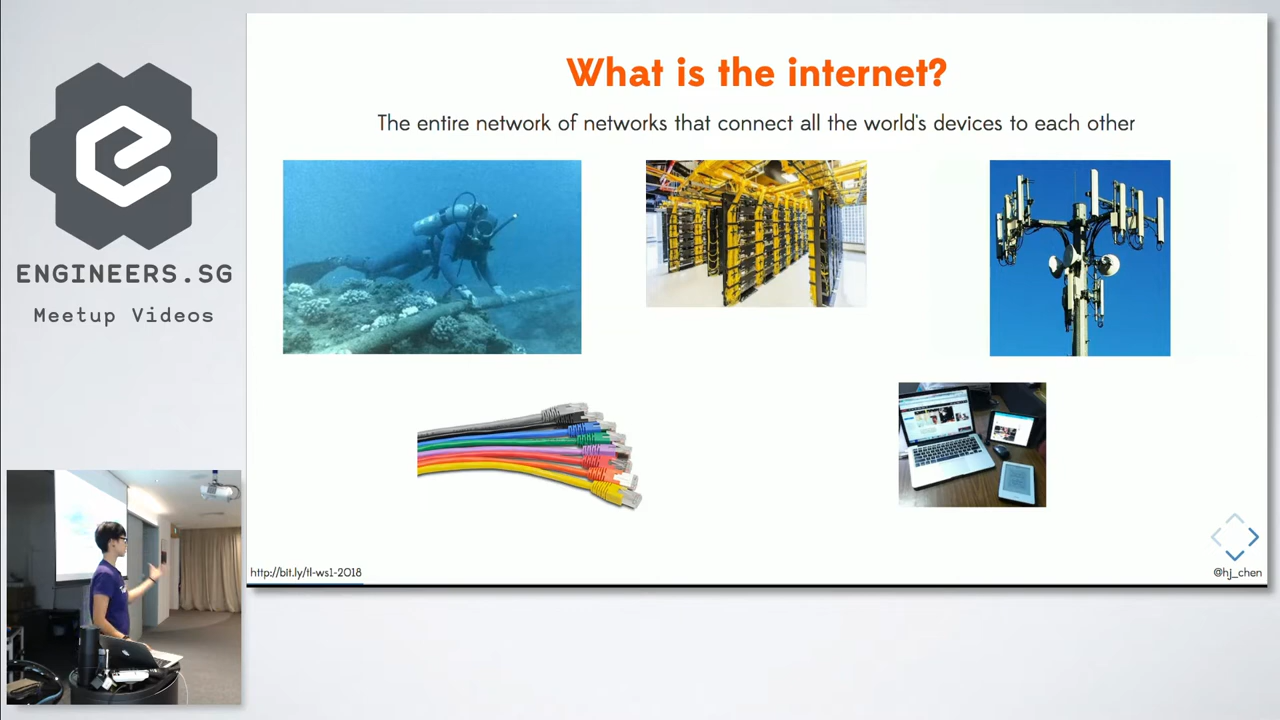 ENGINEERS.SG
Meetup Videos
What is the internet?
The entire network of networks that connect all the world's devices to each other
http://bit.ly/tl-ws1-2018
@hj_chen